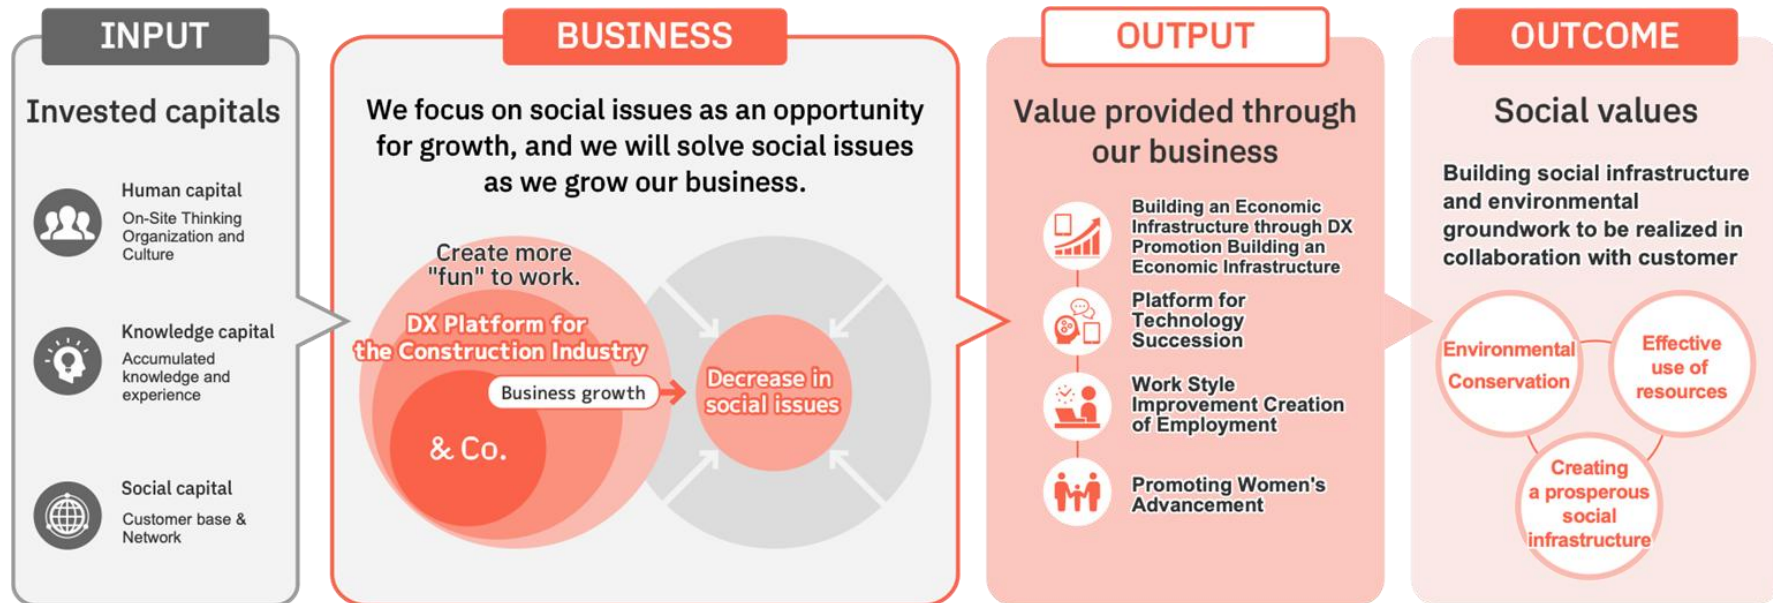 INPUT
Invested capitals
Human capital
On-Site Thinking
Organization and
Culture
Knowledge capital
Accumulated
knowledge and
experience
Social capital
Customer base &
Network
BUSINESS
We focus on social issues as an opportunity
for growth, and we will solve social issues
as we grow our business.
Create more
"fun" to work.
DX Platform for
the Construction Industry
Business growth
& Co.
Decrease in
social issues
OUTPUT
Value provided through
our business
Building an Economic
Infrastructure through DX
Promotion Building an
Economic Infrastructure
Platform for
Technology
Succession
Work Style
Improvement Creation
of Employment
Promoting Women's
Advancement
OUTCOME
Social values
Building social infrastructure
and environmental
groundwork to be realized in
collaboration with customer
Environmental
Conservation
Effective
use of
resources
Creating
a prosperous
social
infrastructure